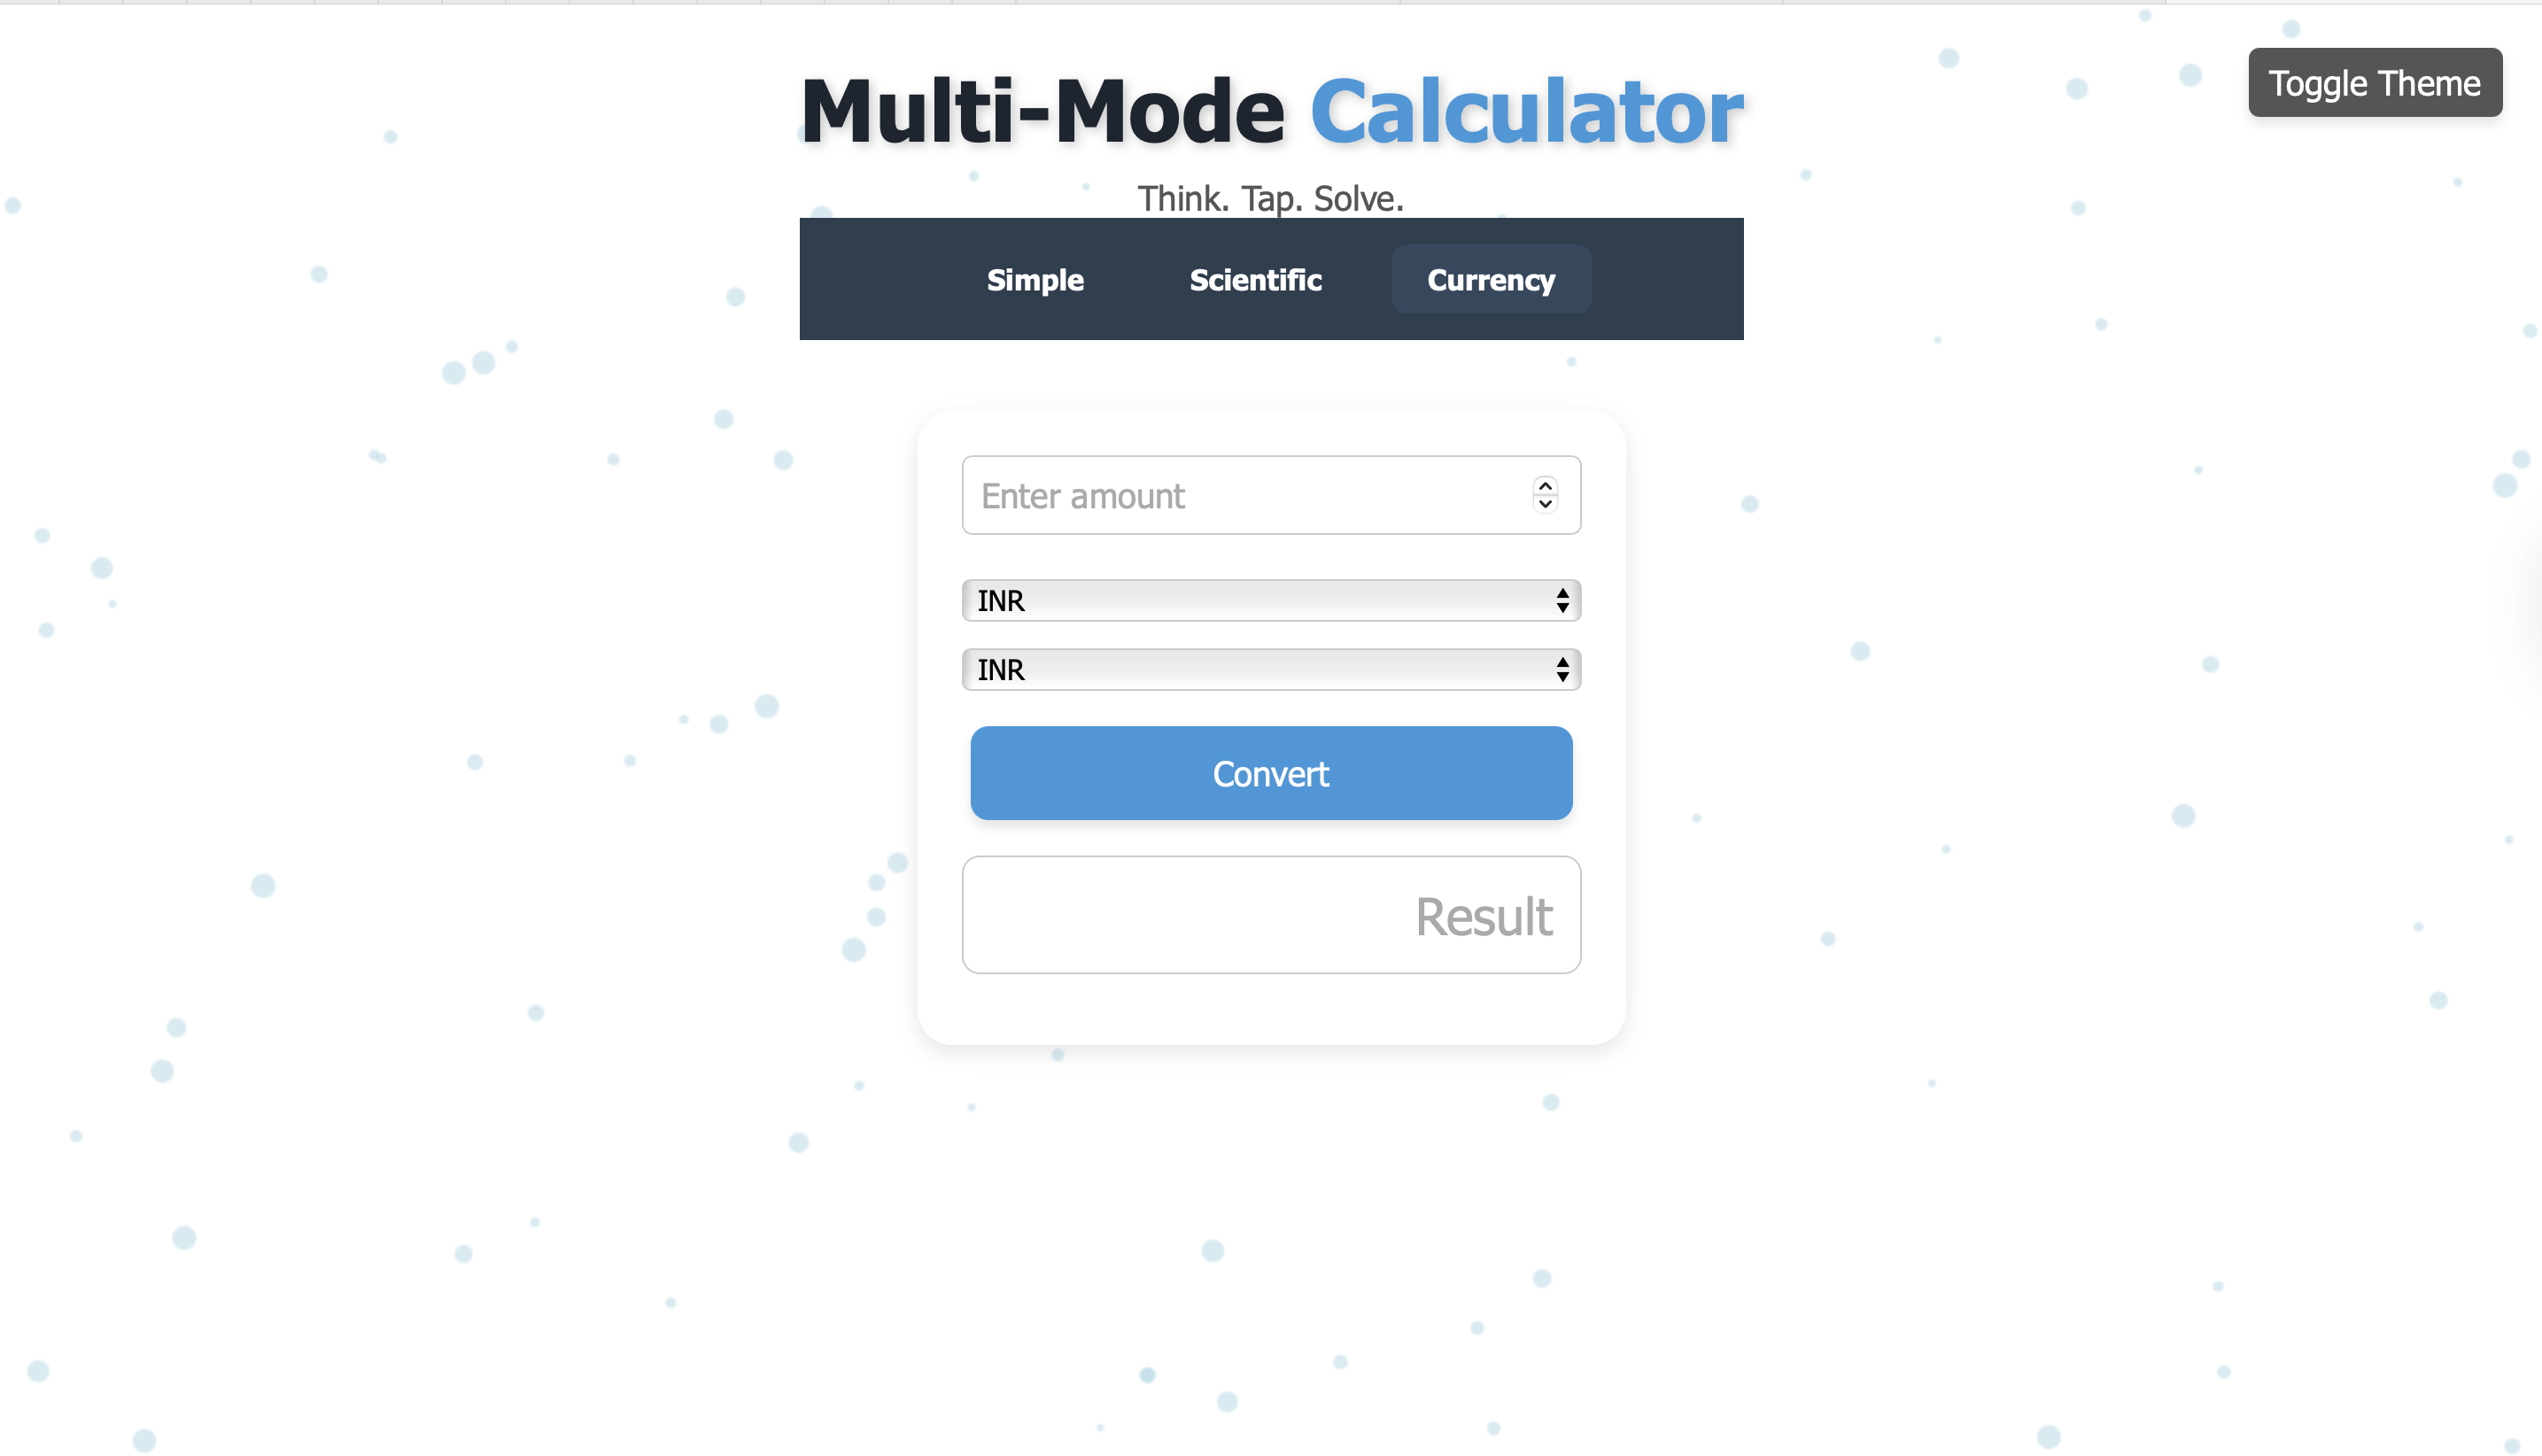 Multi-Mode Calculator
Toggle Theme
Think. Tap. Solve.
Simple Scientific Currency
Enter amount
INR
INR
Convert
Result